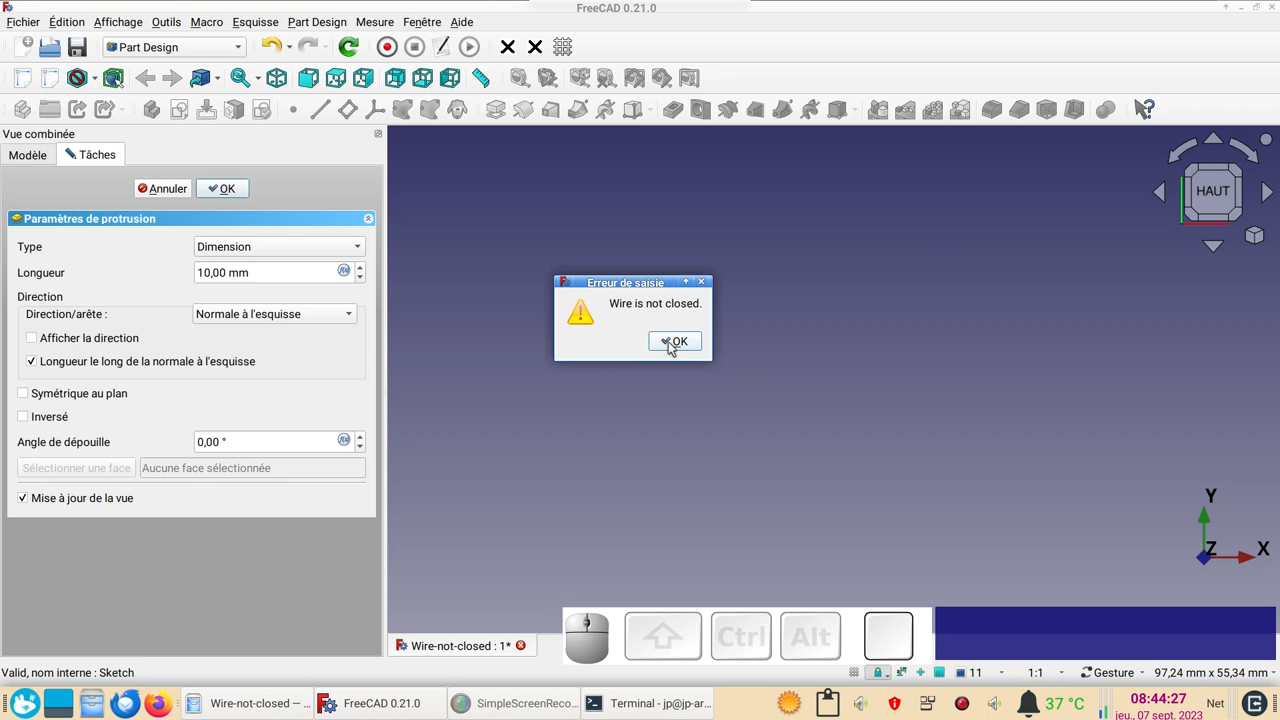 FreeCAD 0.21.0
Fichier Édition Affichage Outils Macro Esquisse Part Design Mesure Fenêtre Aide
Part Design
Vue combinée
Modèle Tâches
Annuler OK
Paramètres de protrusion
Type Dimension
Longueur 10,00 mm
Direction
Direction/arête : Normale à l'esquisse
Afficher la direction
Longueur le long de la normale à l'esquisse
Symétrique au plan
Inversé
Angle de dépouille 0,00 °
Sélectionner une face Aucune face sélectionnée
Mise à jour de la vue
Erreur de saisie
Wire is not closed.
OK
HAUT
Y
Z X
Ctrl Alt
Wire-not-closed : 1*
Valid, nom interne : Sketch
11 1:1 Gesture 97,24 mm x 55,34 mm
Wire-not-closed — ... FreeCAD 0.21.0 SimpleScreenReco... Terminal - jp@jp-ar... 37 °C
08:44:27
jeu., 07 sept. 2023
Net